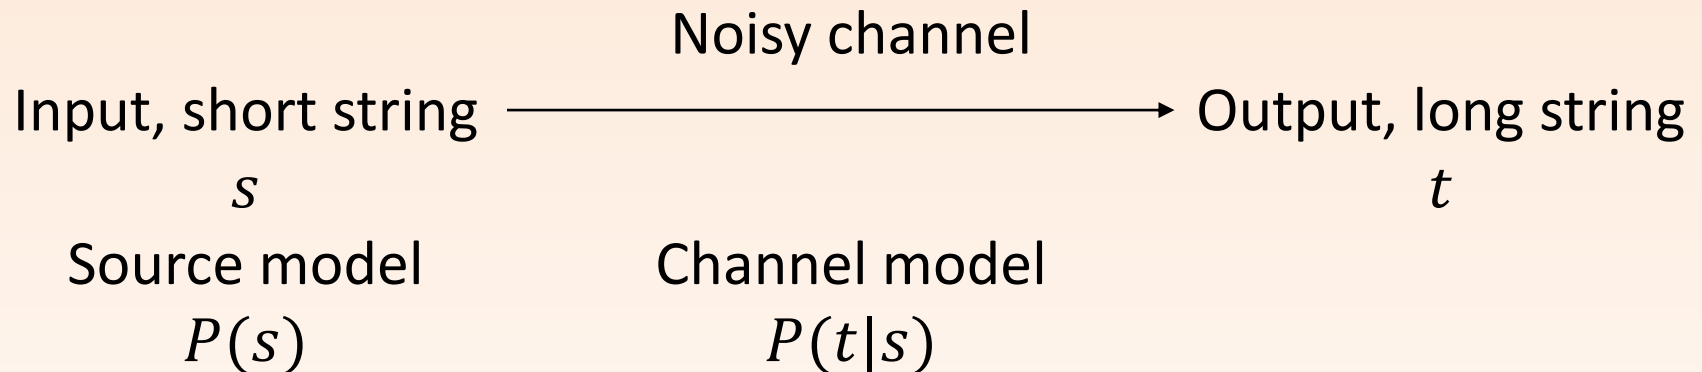 Noisy channel
Input, short string Output, long string
s t
Source model Channel model
P(s) P(t|s)